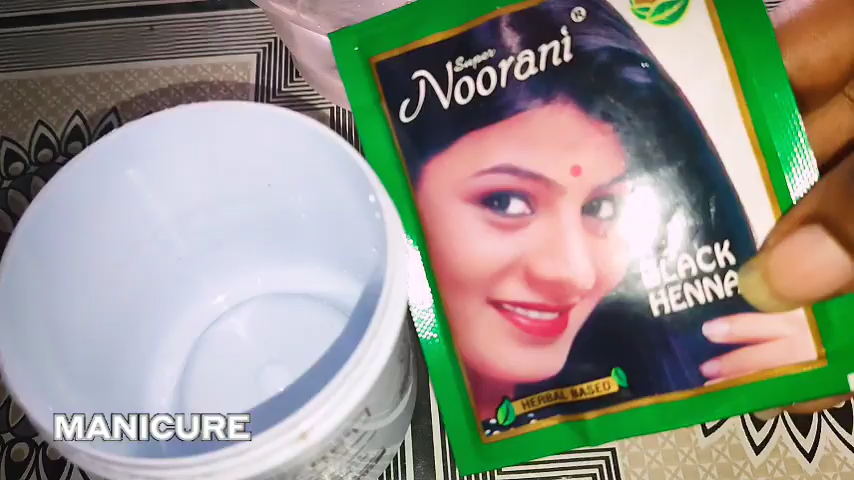 Super
Noorani®
BLACK
HENNA
HERBAL BASED
MANICURE